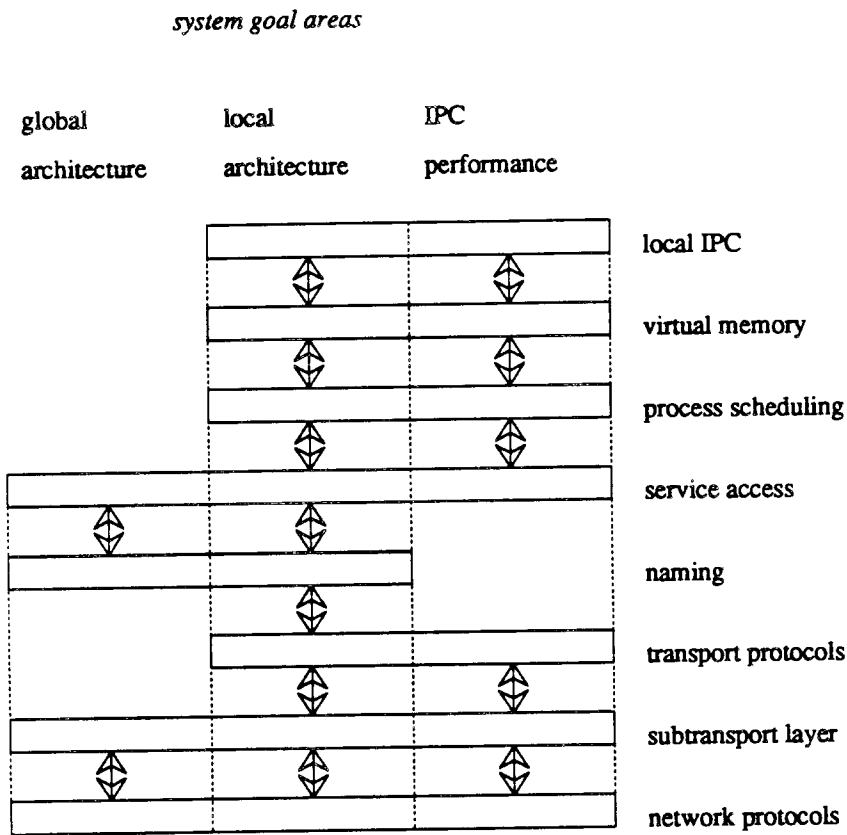 system goal areas
global local IPC
architecture architecture performance
local IPC
virtual memory
process scheduling
service access
naming
transport protocols
subtransport layer
network protocols